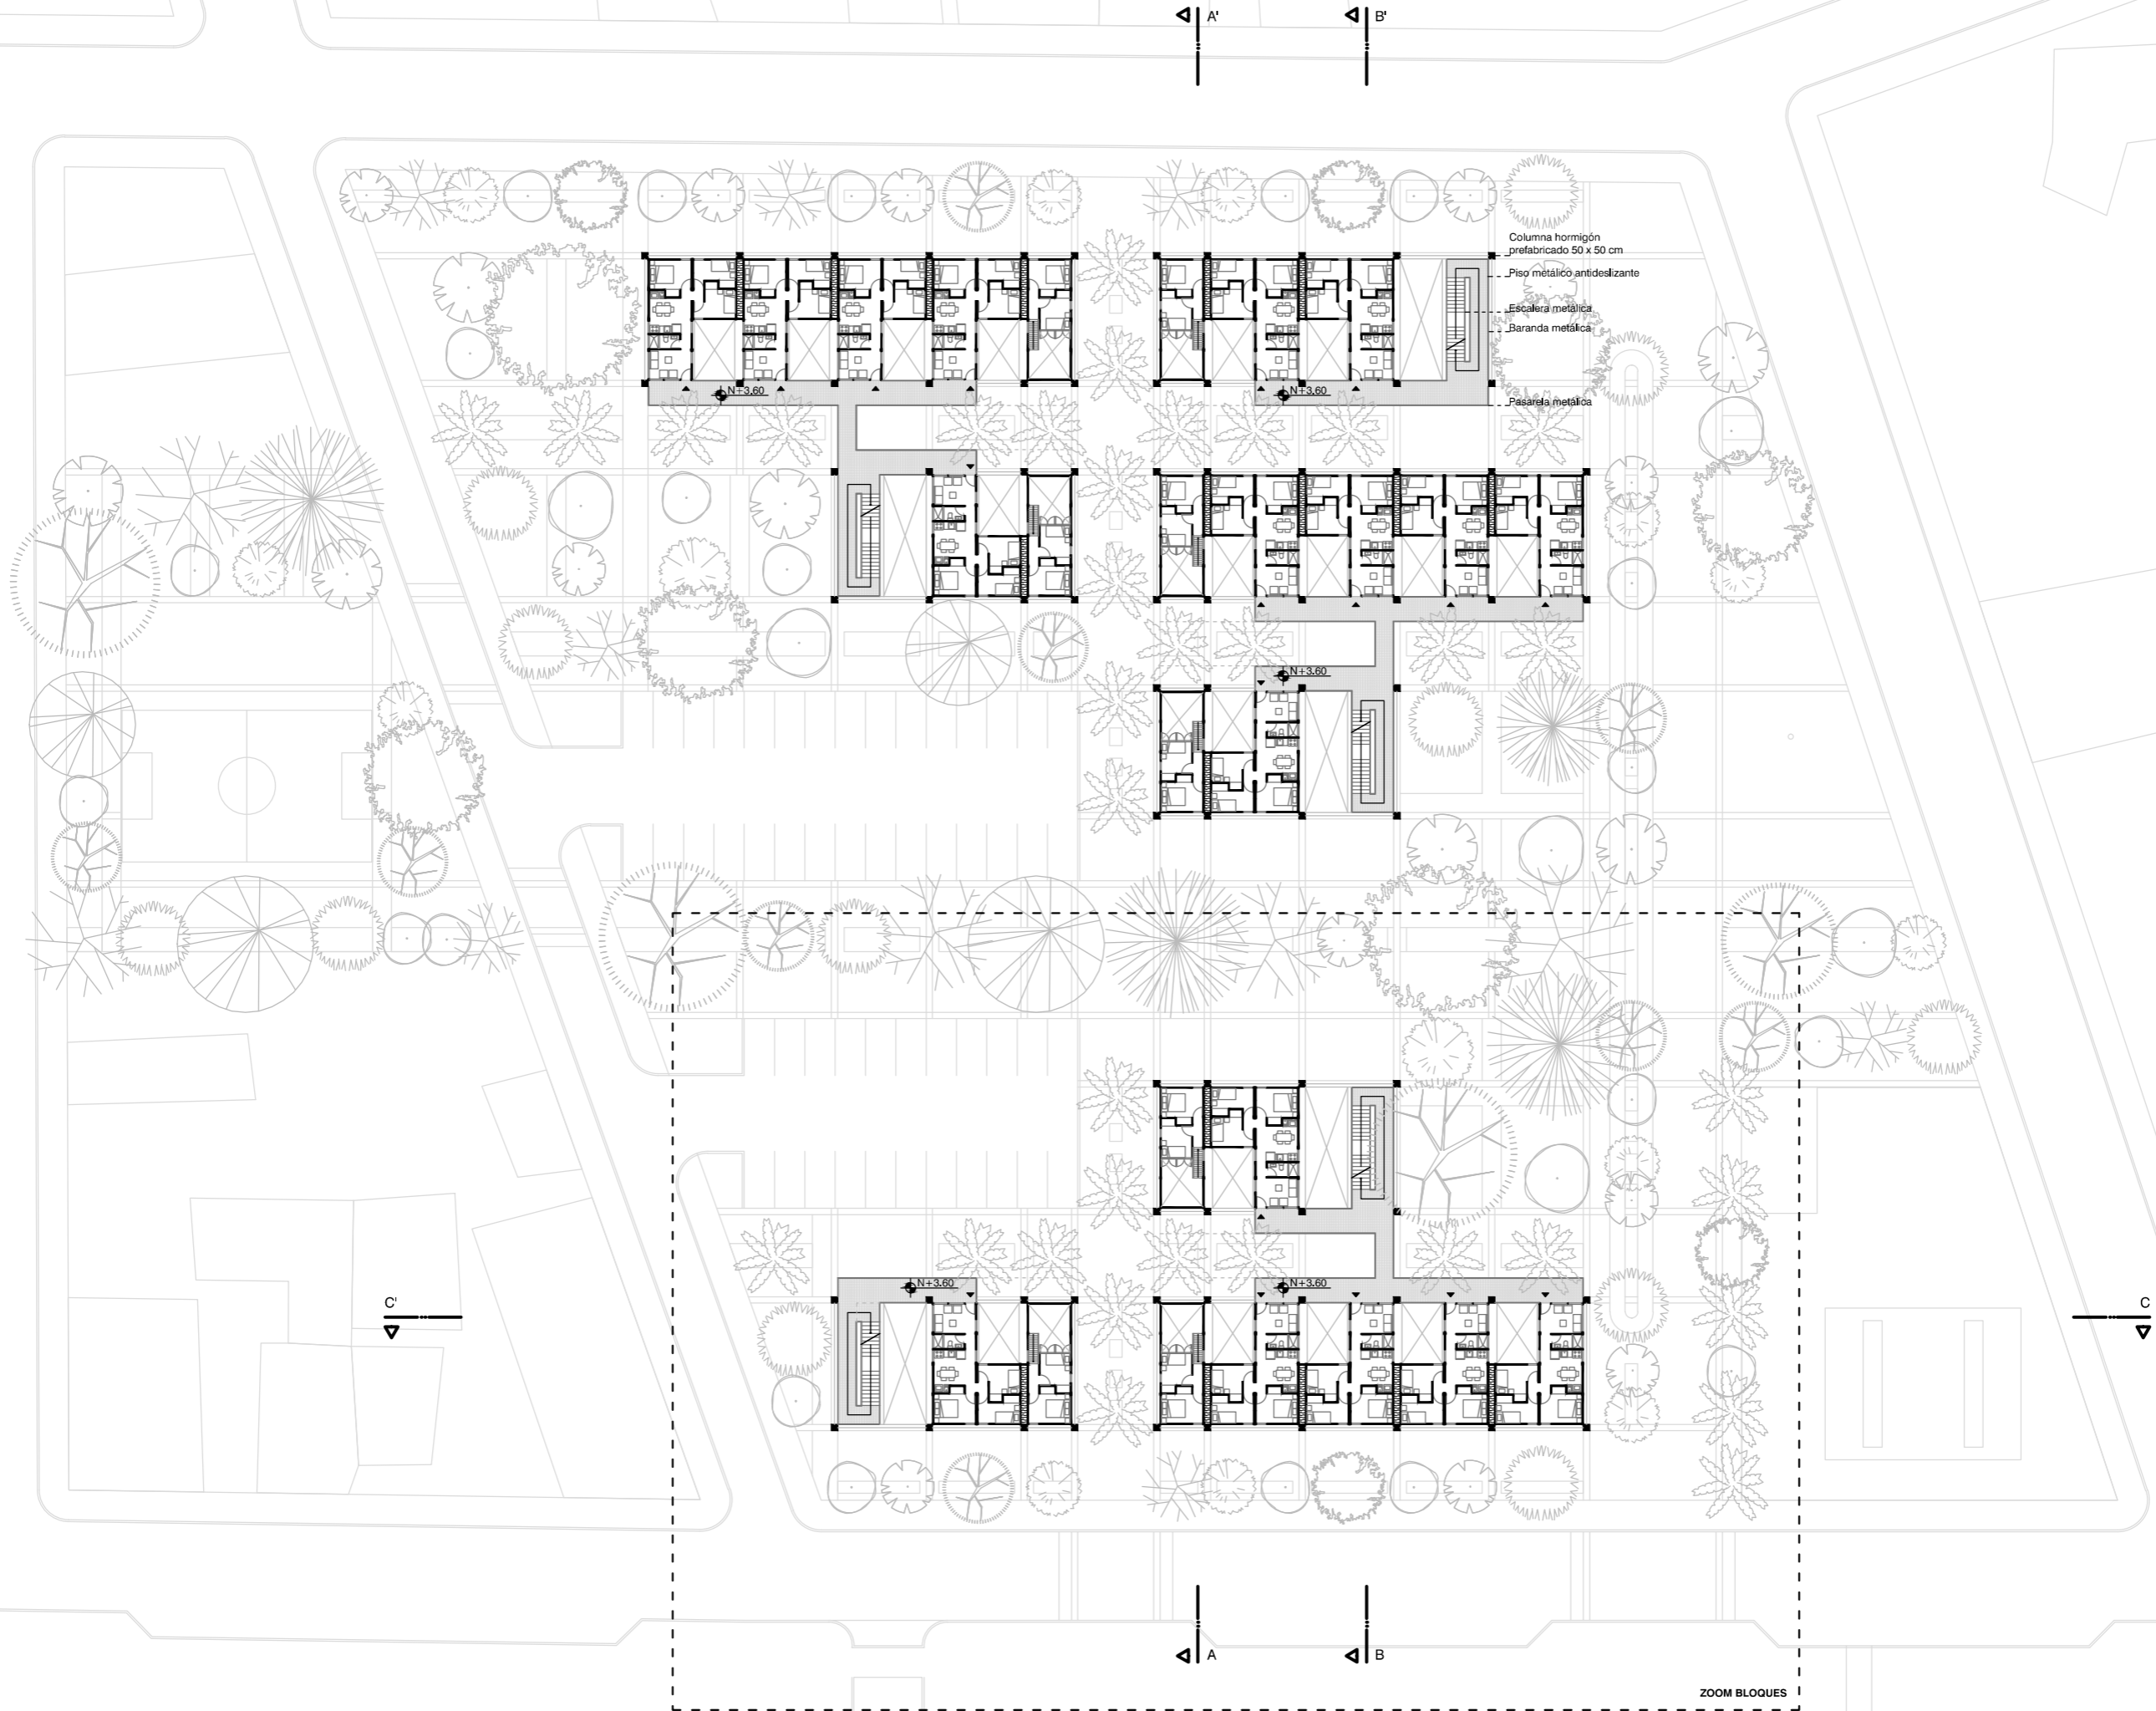 A'
B'
Columna hormigón
prefabricado 50 x 50 cm
Piso metálico antideslizante
Escalera metálica
Baranda metálica
N+3.60
N+3.60
Pasarela metálica
N+3.60
N+3.60
N+3.60
C'
C
A
B
ZOOM BLOQUES